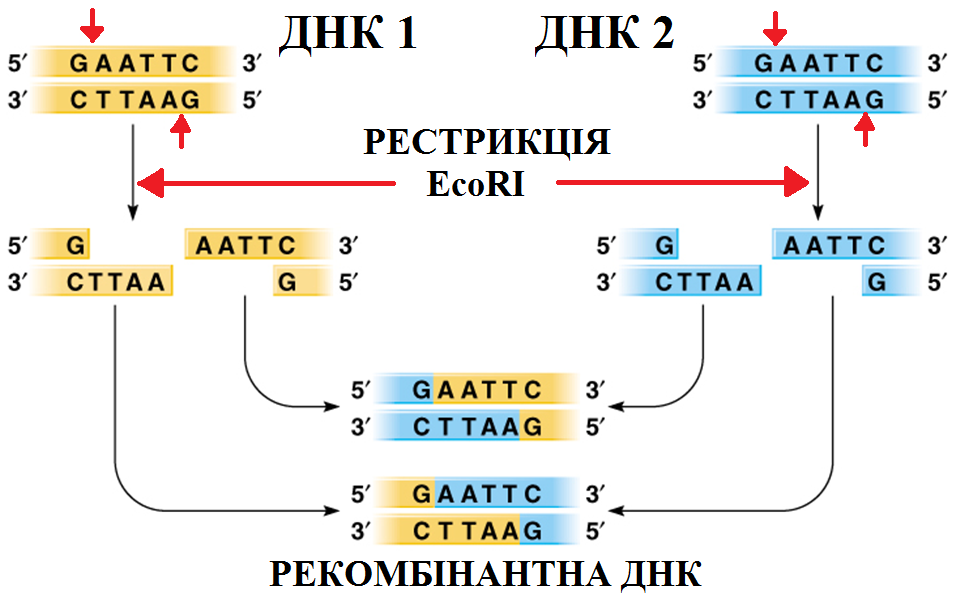 ДНК 1 ДНК 2
5′ GAATTC 3′ 5′ GAATTC 3′
3′ CTTAAG 5′ 3′ CTTAAG 5′
РЕСТРИКЦІЯ
EcoRI
5′ G AATTC 3′ 5′ G AATTC 3′
3′ CTTAA G 5′ 3′ CTTAA G 5′
5′ GAATTC 3′
3′ CTTAAG 5′
5′ GAATTC 3′
3′ CTTAAG 5′
РЕКОМБІНАНТНА ДНК